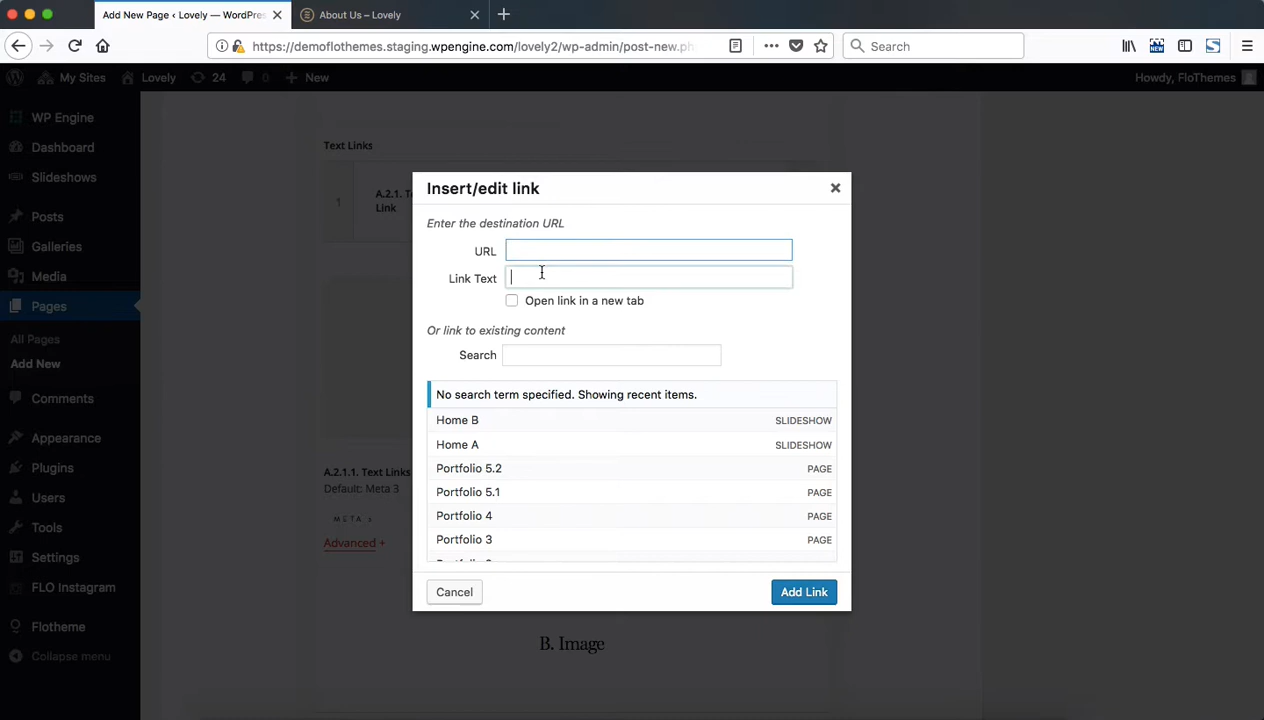 Add New Page ‹ Lovely — WordPres
About Us – Lovely
https://demoflothemes.staging.wpengine.com/lovely2/wp-admin/post-new.ph
Search
My Sites
Lovely
24
0
New
Howdy, FloThemes
WP Engine
Dashboard
Slideshows
Posts
Galleries
Media
Pages
All Pages
Add New
Comments
Appearance
Plugins
Users
Tools
Settings
FLO Instagram
Flotheme
Collapse menu
Text Links
1
A.2.1. T
Link
A.2.1.1. Text Links
Default: Meta 3
META 3
Advanced +
B. Image
Insert/edit link
Enter the destination URL
URL
Link Text
Open link in a new tab
Or link to existing content
Search
No search term specified. Showing recent items.
Home B SLIDESHOW
Home A SLIDESHOW
Portfolio 5.2 PAGE
Portfolio 5.1 PAGE
Portfolio 4 PAGE
Portfolio 3 PAGE
Cancel
Add Link